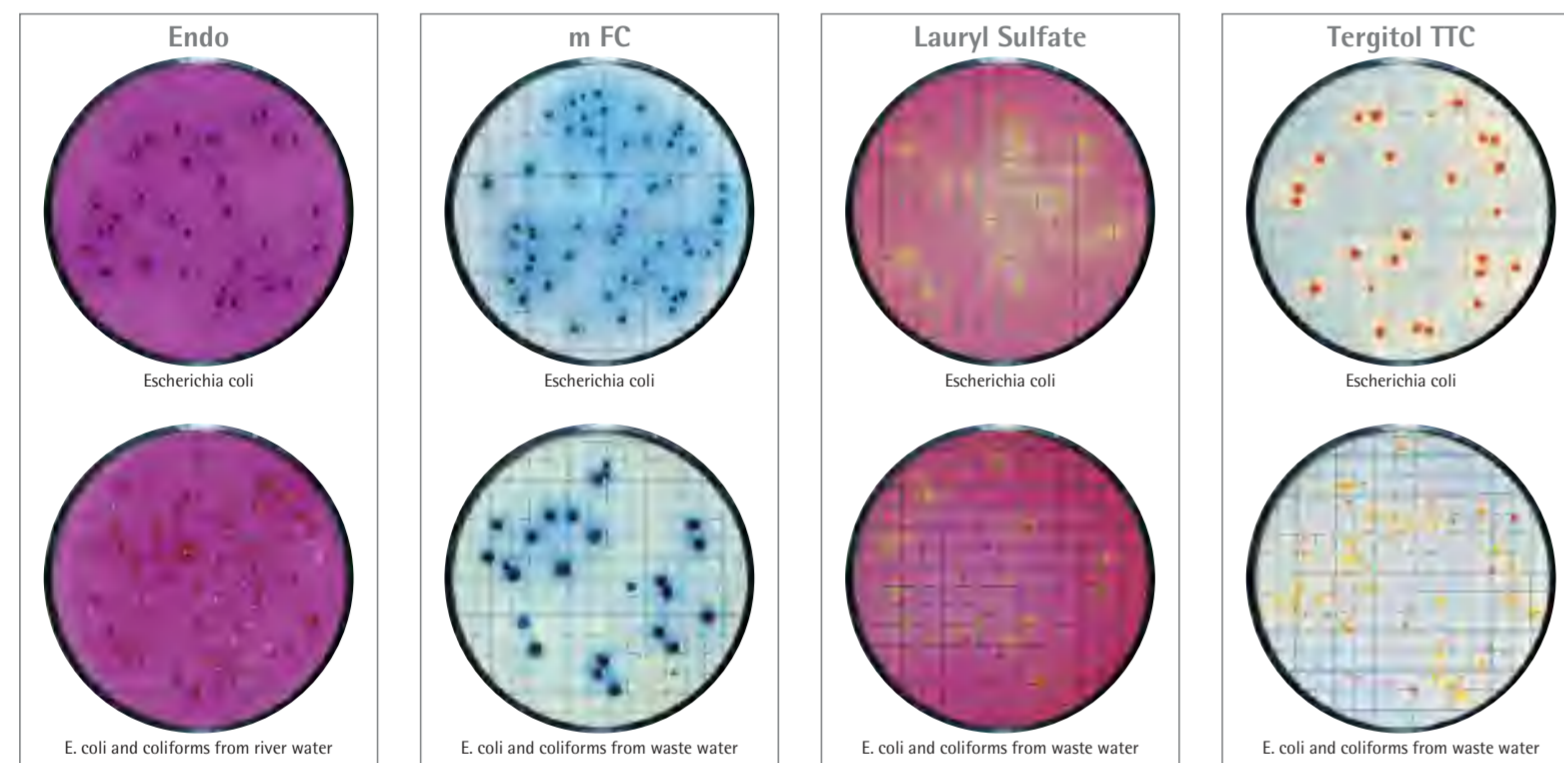 Endo
m FC
Lauryl Sulfate
Tergitol TTC
Escherichia coli
Escherichia coli
Escherichia coli
Escherichia coli
E. coli and coliforms from river water
E. coli and coliforms from waste water
E. coli and coliforms from waste water
E. coli and coliforms from waste water